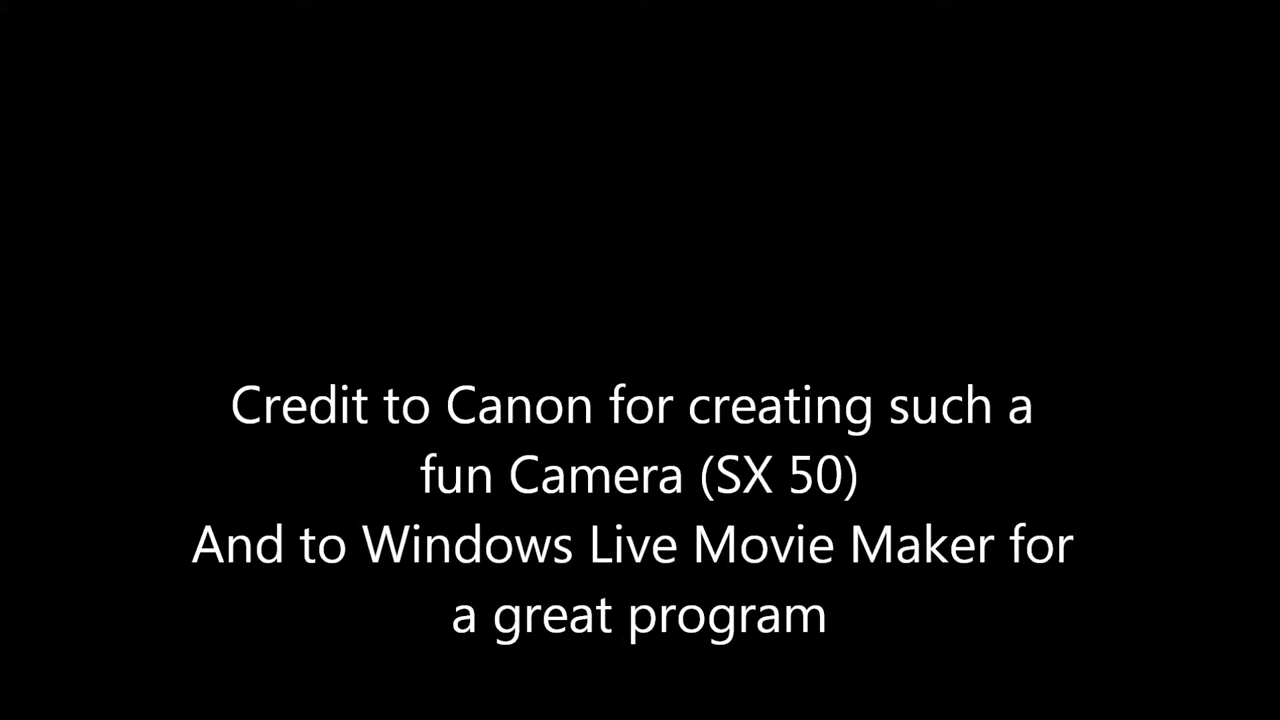 Credit to Canon for creating such a
fun Camera (SX 50)
And to Windows Live Movie Maker for
a great program